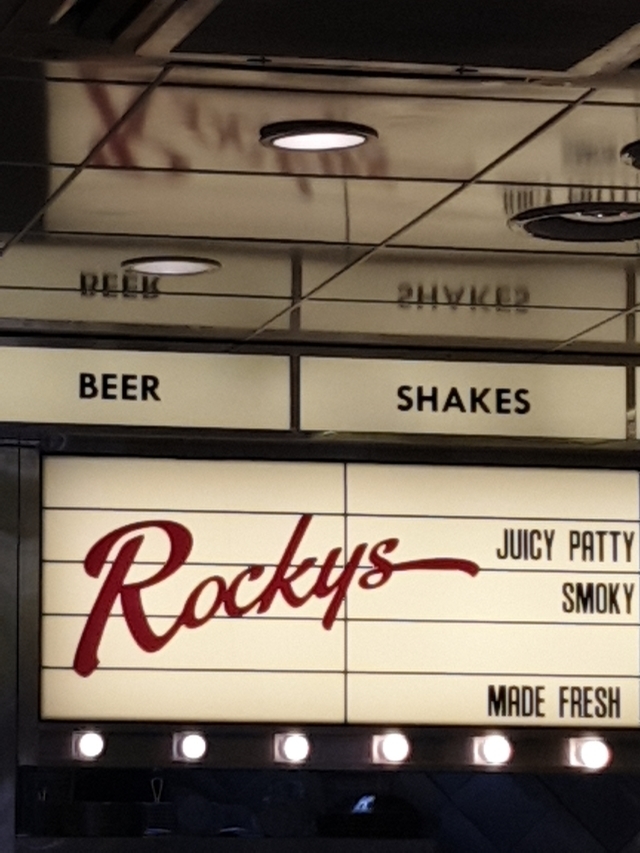 BEER
SHAKES
Rockys
JUICY PATTY
SMOKY
MADE FRESH